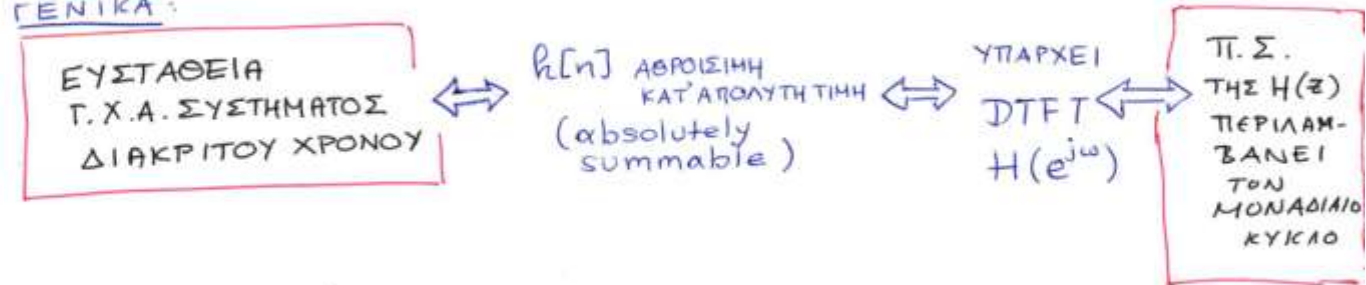 ΓΕΝΙΚΑ:
ΕΥΣΤΑΘΕΙΑ
Γ.Χ.Α. ΣΥΣΤΗΜΑΤΟΣ
ΔΙΑΚΡΙΤΟΥ ΧΡΟΝΟΥ
h[n] ΑΘΡΟΙΣΙΜΗ
ΚΑΤ'ΑΠΟΛΥΤΗ ΤΙΜΗ
(absolutely
summable)
ΥΠΑΡΧΕΙ
DTFT
H(e^{jω})
Π.Σ.
ΤΗΣ H(z)
ΠΕΡΙΛΑΜ-
ΒΑΝΕΙ
ΤΟΝ
ΜΟΝΑΔΙΑΙΟ
ΚΥΚΛΟ